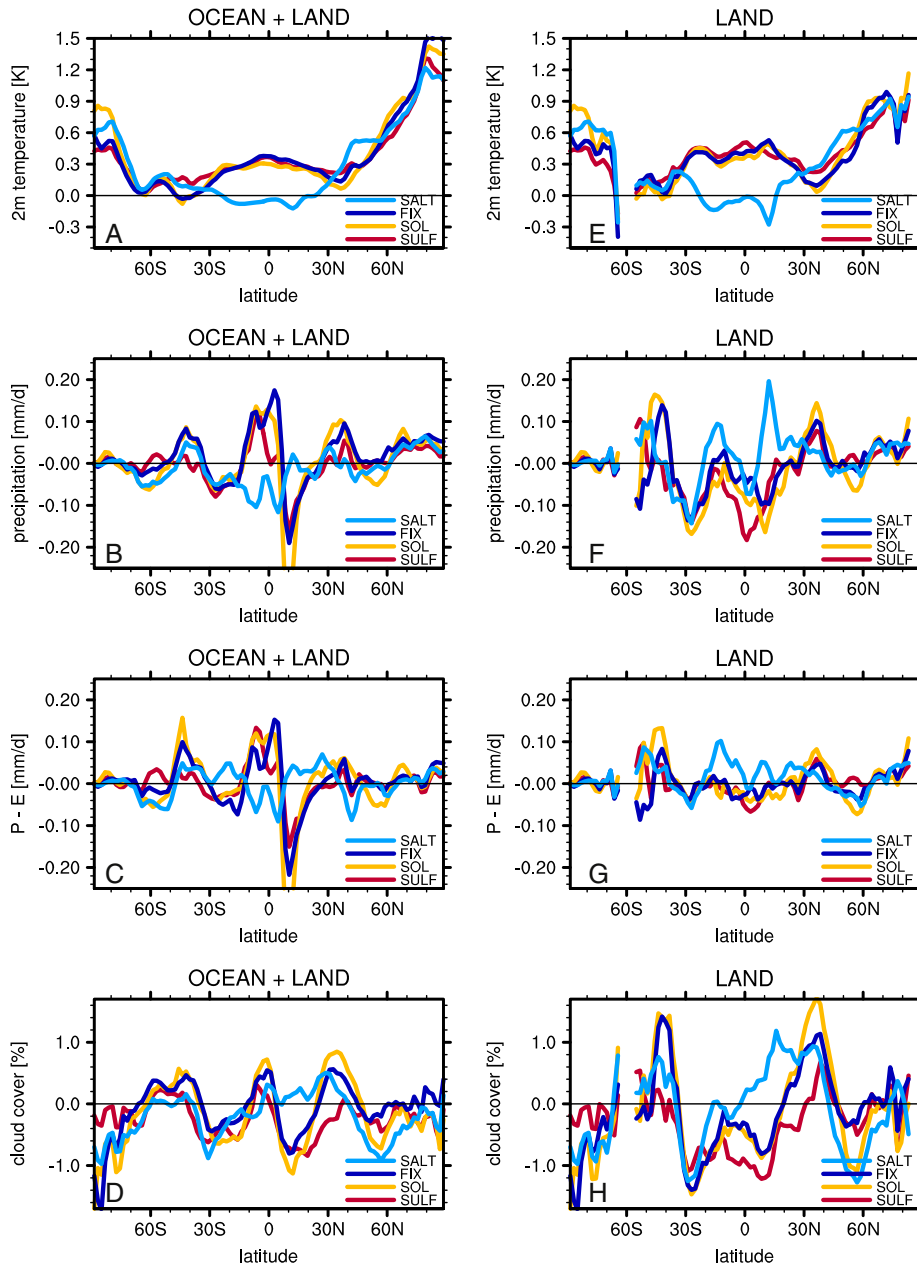 OCEAN + LAND
2m temperature [K]
1.5
1.2
0.9
0.6
0.3
0.0
-0.3
A
SALT
FIX
SOL
SULF
60S 30S 0 30N 60N
latitude
LAND
2m temperature [K]
1.5
1.2
0.9
0.6
0.3
0.0
-0.3
E
SALT
FIX
SOL
SULF
60S 30S 0 30N 60N
latitude
OCEAN + LAND
precipitation [mm/d]
0.20
0.10
-0.00
-0.10
-0.20
B
SALT
FIX
SOL
SULF
60S 30S 0 30N 60N
latitude
LAND
precipitation [mm/d]
0.20
0.10
-0.00
-0.10
-0.20
F
SALT
FIX
SOL
SULF
60S 30S 0 30N 60N
latitude
OCEAN + LAND
P - E [mm/d]
0.20
0.10
-0.00
-0.10
-0.20
C
SALT
FIX
SOL
SULF
60S 30S 0 30N 60N
latitude
LAND
P - E [mm/d]
0.20
0.10
-0.00
-0.10
-0.20
G
SALT
FIX
SOL
SULF
60S 30S 0 30N 60N
latitude
OCEAN + LAND
cloud cover [%]
1.0
0.0
-1.0
D
SALT
FIX
SOL
SULF
60S 30S 0 30N 60N
latitude
LAND
cloud cover [%]
1.0
0.0
-1.0
H
SALT
FIX
SOL
SULF
60S 30S 0 30N 60N
latitude